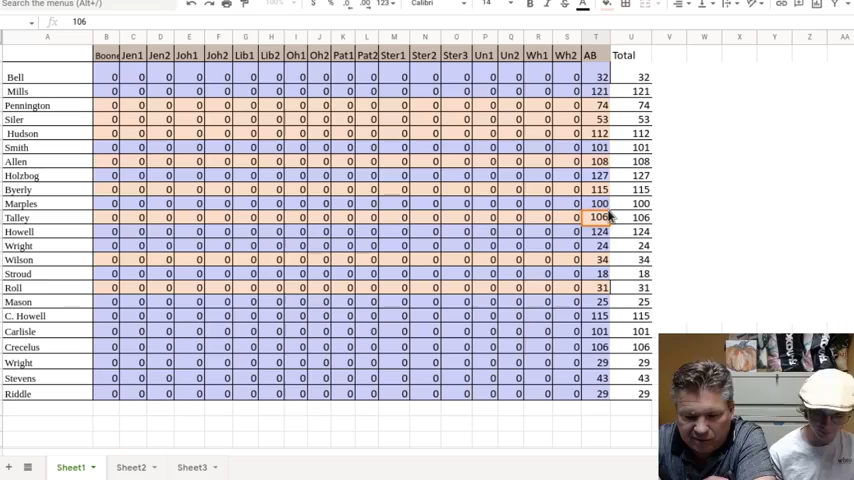 Search the menus (Alt+/) $ % .0 .00 123 Calibri 14 B I S A
fx 106
A B C D E F G H I J K L M N O P Q R S T U V W X Y Z AA
Boone Jen1 Jen2 Joh1 Joh2 Lib1 Lib2 Oh1 Oh2 Pat1 Pat2 Ster1 Ster2 Ster3 Un1 Un2 Wh1 Wh2 AB Total
Bell 0 0 0 0 0 0 0 0 0 0 0 0 0 0 0 0 0 0 32 32
Mills 0 0 0 0 0 0 0 0 0 0 0 0 0 0 0 0 0 0 121 121
Pennington 0 0 0 0 0 0 0 0 0 0 0 0 0 0 0 0 0 0 74 74
Siler 0 0 0 0 0 0 0 0 0 0 0 0 0 0 0 0 0 0 53 53
Hudson 0 0 0 0 0 0 0 0 0 0 0 0 0 0 0 0 0 0 112 112
Smith 0 0 0 0 0 0 0 0 0 0 0 0 0 0 0 0 0 0 101 101
Allen 0 0 0 0 0 0 0 0 0 0 0 0 0 0 0 0 0 0 108 108
Holzbog 0 0 0 0 0 0 0 0 0 0 0 0 0 0 0 0 0 0 127 127
Byerly 0 0 0 0 0 0 0 0 0 0 0 0 0 0 0 0 0 0 115 115
Marples 0 0 0 0 0 0 0 0 0 0 0 0 0 0 0 0 0 0 100 100
Talley 0 0 0 0 0 0 0 0 0 0 0 0 0 0 0 0 0 0 106 106
Howell 0 0 0 0 0 0 0 0 0 0 0 0 0 0 0 0 0 0 124 124
Wright 0 0 0 0 0 0 0 0 0 0 0 0 0 0 0 0 0 0 24 24
Wilson 0 0 0 0 0 0 0 0 0 0 0 0 0 0 0 0 0 0 34 34
Stroud 0 0 0 0 0 0 0 0 0 0 0 0 0 0 0 0 0 0 18 18
Roll 0 0 0 0 0 0 0 0 0 0 0 0 0 0 0 0 0 0 31 31
Mason 0 0 0 0 0 0 0 0 0 0 0 0 0 0 0 0 0 0 25 25
C. Howell 0 0 0 0 0 0 0 0 0 0 0 0 0 0 0 0 0 0 115 115
Carlisle 0 0 0 0 0 0 0 0 0 0 0 0 0 0 0 0 0 0 101 101
Crecelus 0 0 0 0 0 0 0 0 0 0 0 0 0 0 0 0 0 0 106 106
Wright 0 0 0 0 0 0 0 0 0 0 0 0 0 0 0 0 0 0 29 29
Stevens 0 0 0 0 0 0 0 0 0 0 0 0 0 0 0 0 0 0 43 43
Riddle 0 0 0 0 0 0 0 0 0 0 0 0 0 0 0 0 0 0 29 29
Sheet1 Sheet2 Sheet3